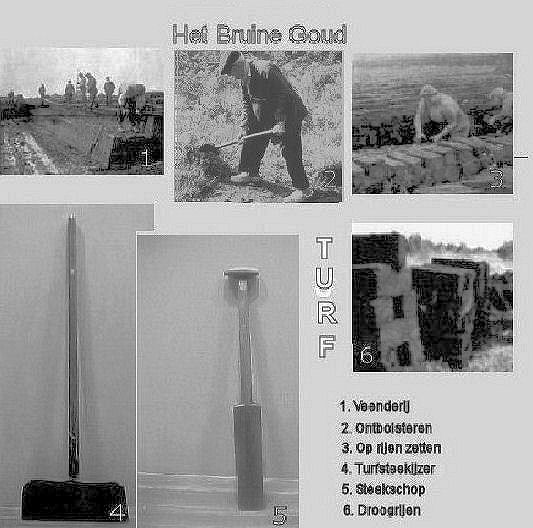 Het Bruine Goud
1
2
3
T
U
R
F
6
4
5
1. Veenderij
2. Ontbolsteren
3. Op rijen zetten
4. Turfsteekijzer
5. Steekschop
6. Droogrijen